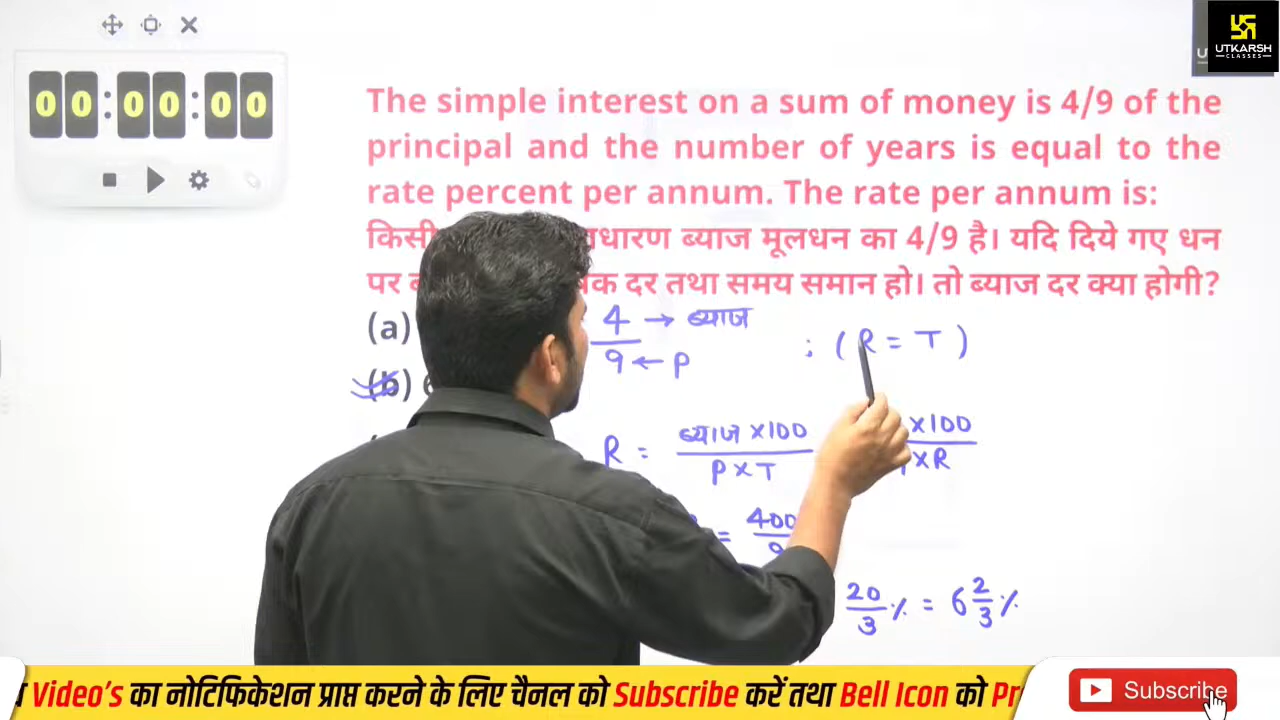 UTKARSH
CLASSES
00:00:00
The simple interest on a sum of money is 4/9 of the
principal and the number of years is equal to the
rate percent per annum. The rate per annum is:
किसी धारण ब्याज मूलधन का 4/9 है। यदि दिये गए धन
पर दर तथा समय समान हो। तो ब्याज दर क्या होगी?
(a)
4 → ब्याज
9 ← P
; (R = T)
(b) 6
R = ब्याज ×100 / P × T
×100 / × R
= 400 / 9
20/3 % = 6 2/3 %
Video's का नोटिफिकेशन प्राप्त करने के लिए चैनल को Subscribe करें तथा Bell Icon को
Subscribe